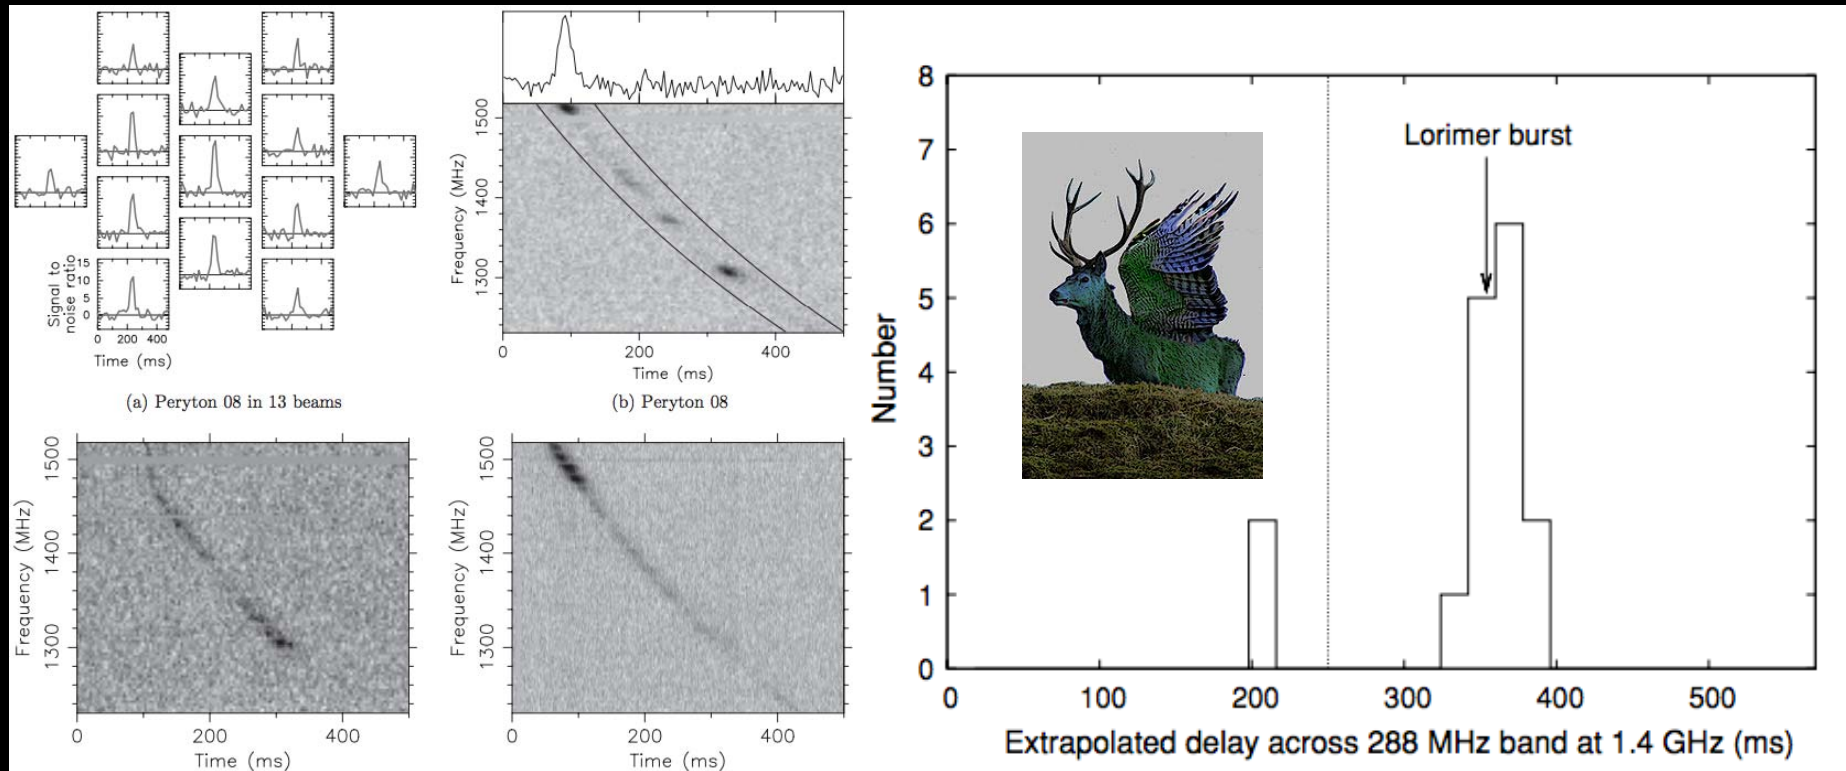 Signal to
noise ratio
15
10
5
0
0 200 400
Time (ms)
(a) Peryton 08 in 13 beams
Frequency (MHz)
1500
1400
1300
0 200 400
Time (ms)
(b) Peryton 08
Frequency (MHz)
1500
1400
1300
0 200 400
Time (ms)
Frequency (MHz)
1500
1400
1300
0 200 400
Time (ms)
Number
8
7
6
5
4
3
2
1
0
Lorimer burst
0 100 200 300 400 500
Extrapolated delay across 288 MHz band at 1.4 GHz (ms)